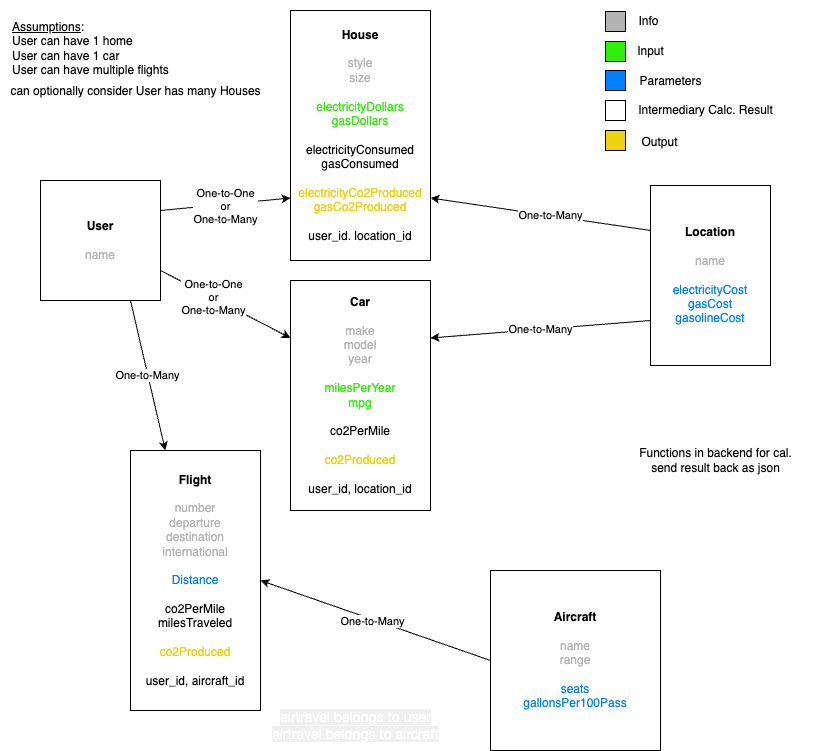 Assumptions:
User can have 1 home
User can have 1 car
User can have multiple flights
can optionally consider User has many Houses
House
style
size
electricityDollars
gasDollars
electricityConsumed
gasConsumed
electricityCo2Produced
gasCo2Produced
user_id. location_id
Info
Input
Parameters
Intermediary Calc. Result
Output
User
name
One-to-One
or
One-to-Many
One-to-Many
Location
name
electricityCost
gasCost
gasolineCost
One-to-One
or
One-to-Many
Car
make
model
year
milesPerYear
mpg
co2PerMile
co2Produced
user_id, location_id
One-to-Many
One-to-Many
Functions in backend for cal.
send result back as json
Flight
number
departure
destination
international
Distance
co2PerMile
milesTraveled
co2Produced
user_id, aircraft_id
One-to-Many
Aircraft
name
range
seats
gallonsPer100Pass
airtravel belongs to user
airtravel belongs to aircraft